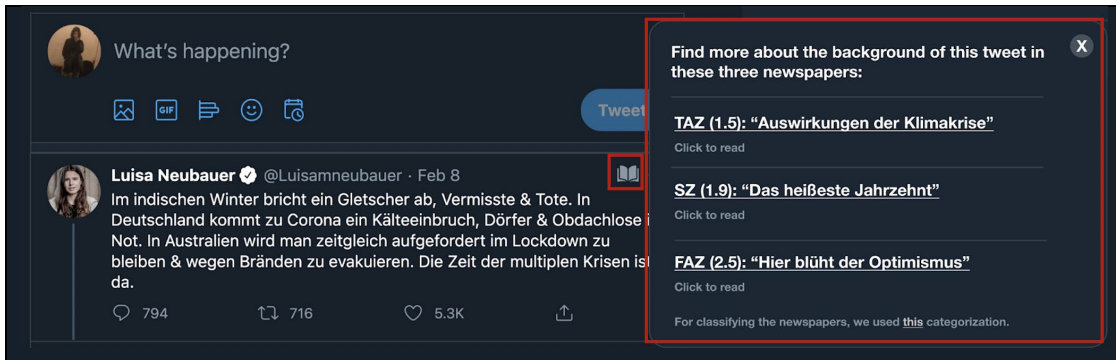 What's happening?
GIF
Tweet
Luisa Neubauer @Luisamneubauer · Feb 8
Im indischen Winter bricht ein Gletscher ab, Vermisste & Tote. In
Deutschland kommt zu Corona ein Kälteeinbruch, Dörfer & Obdachlose
Not. In Australien wird man zeitgleich aufgefordert im Lockdown zu
bleiben & wegen Bränden zu evakuieren. Die Zeit der multiplen Krisen ist
da.
794 716 5.3K
X
Find more about the background of this tweet in
these three newspapers:
TAZ (1.5): “Auswirkungen der Klimakrise”
Click to read
SZ (1.9): “Das heißeste Jahrzehnt”
Click to read
FAZ (2.5): “Hier blüht der Optimismus”
Click to read
For classifying the newspapers, we used this categorization.